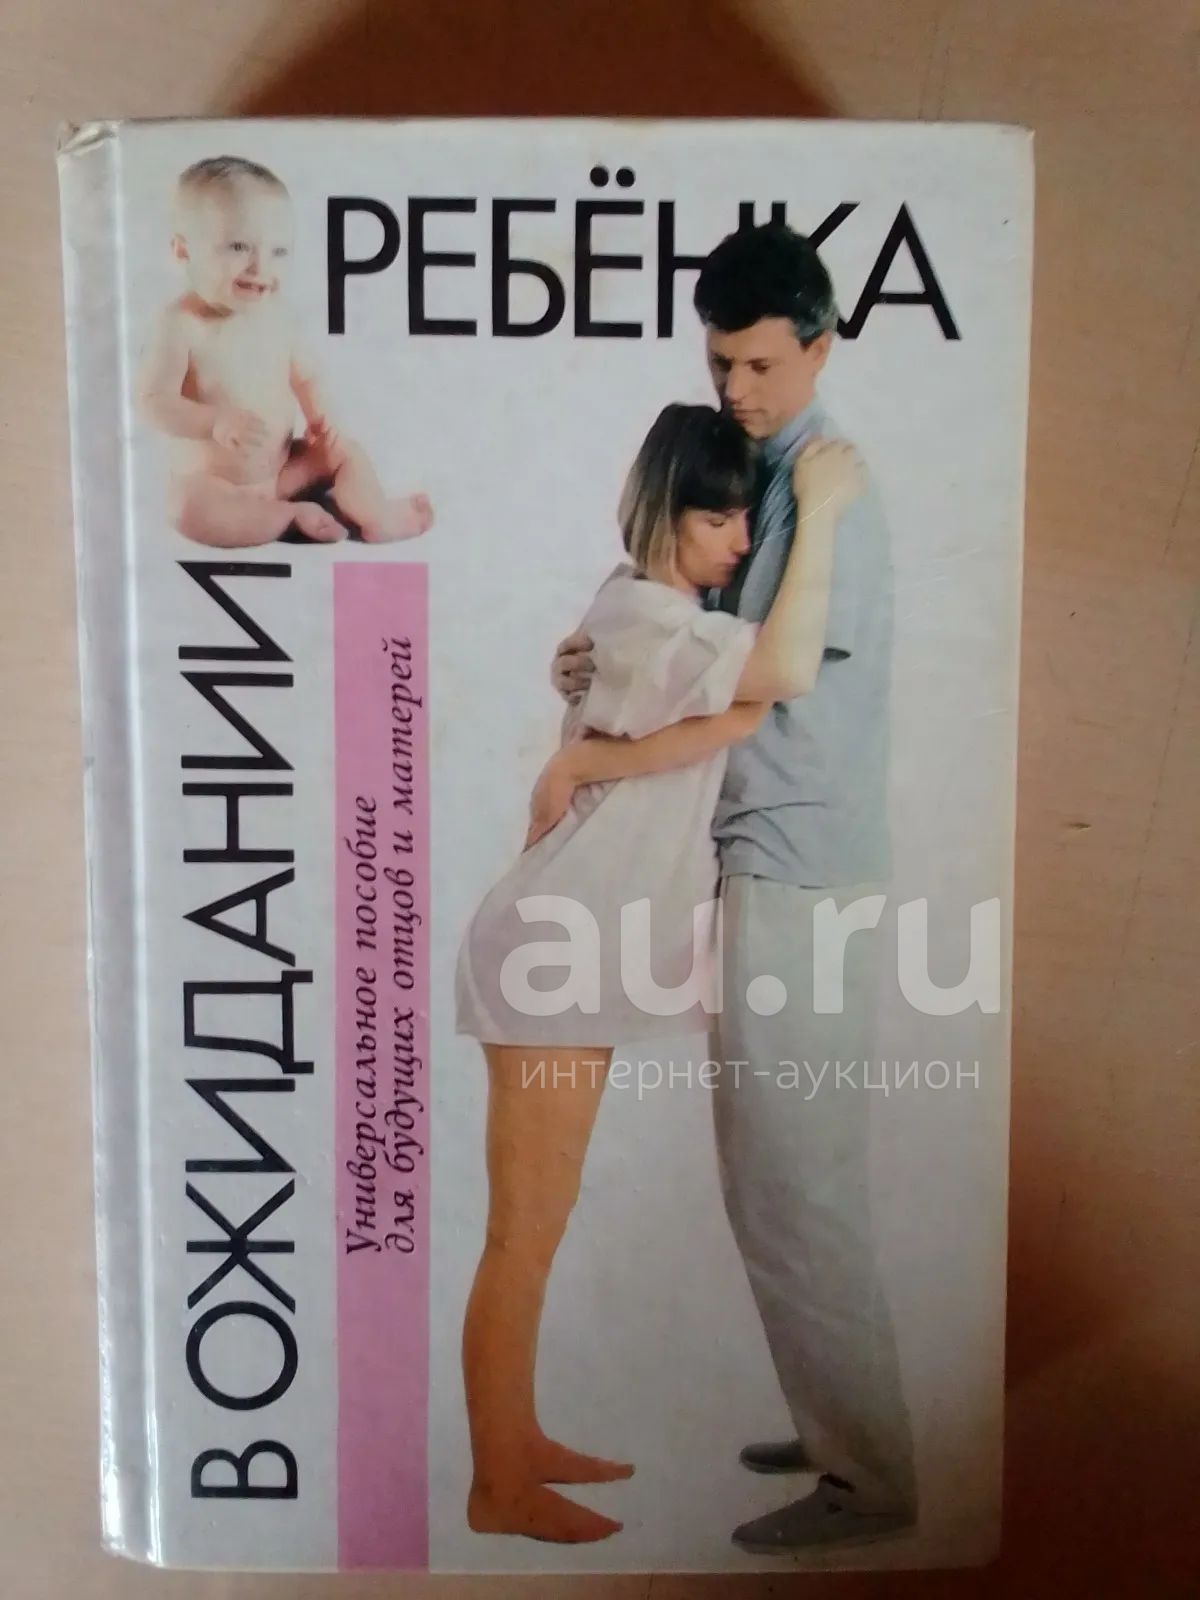 В ОЖИДАНИИ
РЕБЁНКА
Универсальное пособие
для будущих отцов и матерей
au.ru
интернет-аукцион